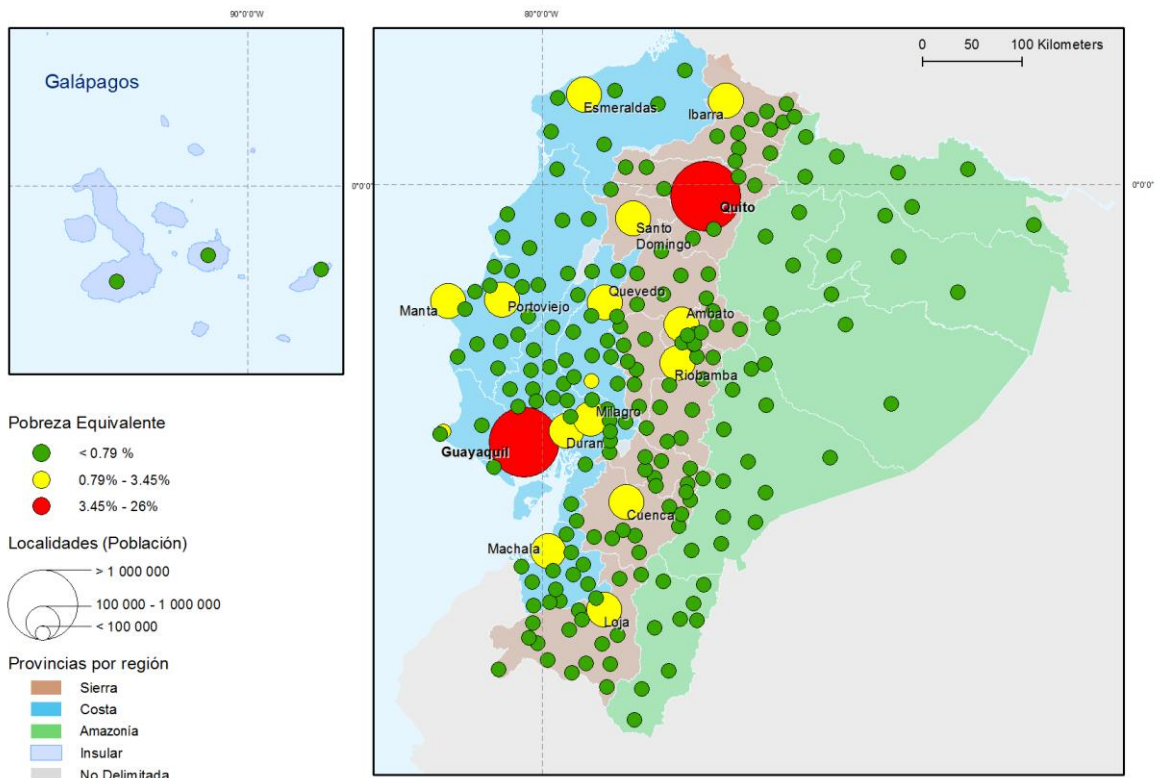 90°0'0"W
80°0'0"W
0 50 100 Kilometers
Galápagos
Esmeraldas
Ibarra
0°0'0"
0°0'0"
Quito
Santo
Domingo
Manta
Portoviejo
Quevedo
Ambato
Riobamba
Milagro
Duran
Guayaquil
Cuenca
Machala
Loja
Pobreza Equivalente
< 0.79 %
0.79% - 3.45%
3.45% - 26%
Localidades (Población)
> 1 000 000
100 000 - 1 000 000
< 100 000
Provincias por región
Sierra
Costa
Amazonía
Insular
No Delimitada